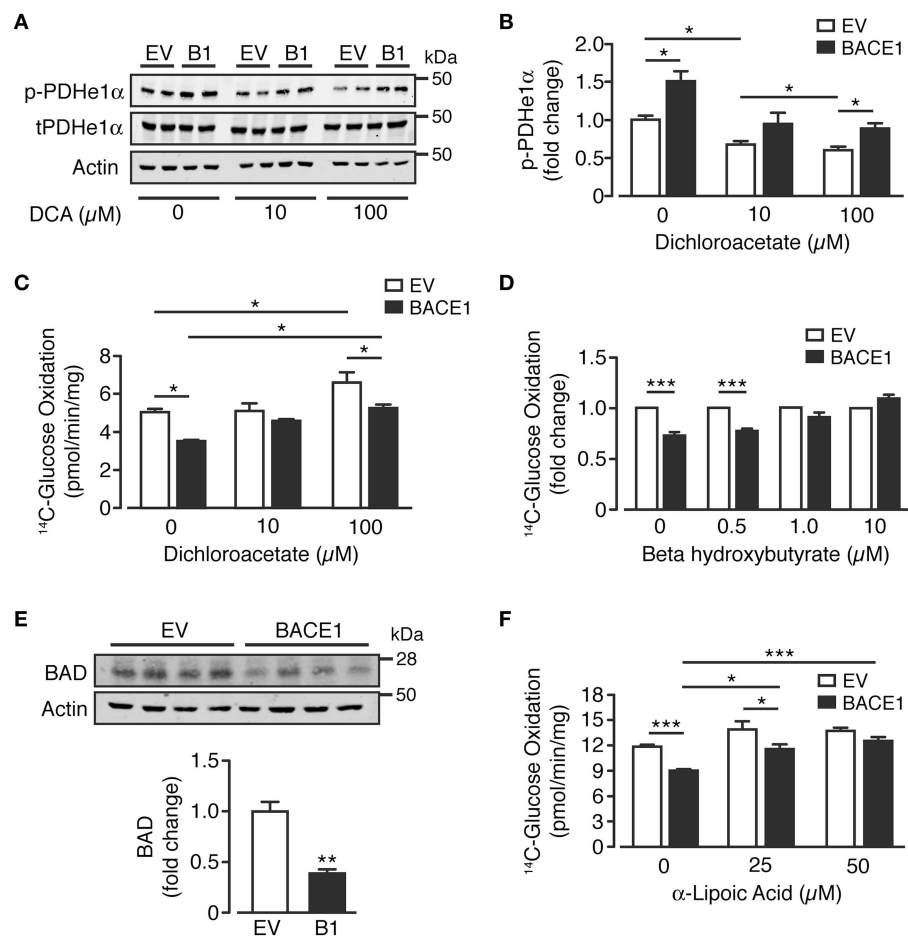 A
EV B1 EV B1 EV B1 kDa
p-PDHe1α
50
tPDHe1α
50
Actin
DCA (µM) 0 10 100
B
EV
BACE1
p-PDHe1α
(fold change)
2.0
1.5
1.0
0.5
0
* * * *
0 10 100
Dichloroacetate (µM)
C
EV
BACE1
14C-Glucose Oxidation
(pmol/min/mg)
8
6
4
2
0
* * * *
0 10 100
Dichloroacetate (µM)
D
EV
BACE1
14C-Glucose Oxidation
(fold change)
1.5
1.0
0.5
0
*** ***
0 0.5 1.0 10
Beta hydroxybutyrate (µM)
E
EV BACE1 kDa
BAD
28
Actin
50
BAD
(fold change)
1.5
1.0
0.5
0
**
EV B1
F
EV
BACE1
14C-Glucose Oxidation
(pmol/min/mg)
18
15
12
9
6
3
0
*** * * ***
0 25 50
α-Lipoic Acid (µM)